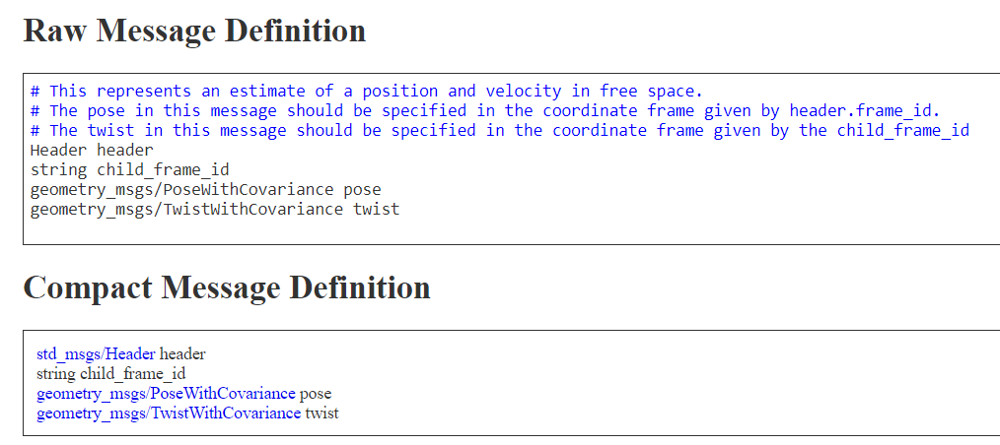 Raw Message Definition
# This represents an estimate of a position and velocity in free space.
# The pose in this message should be specified in the coordinate frame given by header.frame_id.
# The twist in this message should be specified in the coordinate frame given by the child_frame_id
Header header
string child_frame_id
geometry_msgs/PoseWithCovariance pose
geometry_msgs/TwistWithCovariance twist
Compact Message Definition
std_msgs/Header header
string child_frame_id
geometry_msgs/PoseWithCovariance pose
geometry_msgs/TwistWithCovariance twist